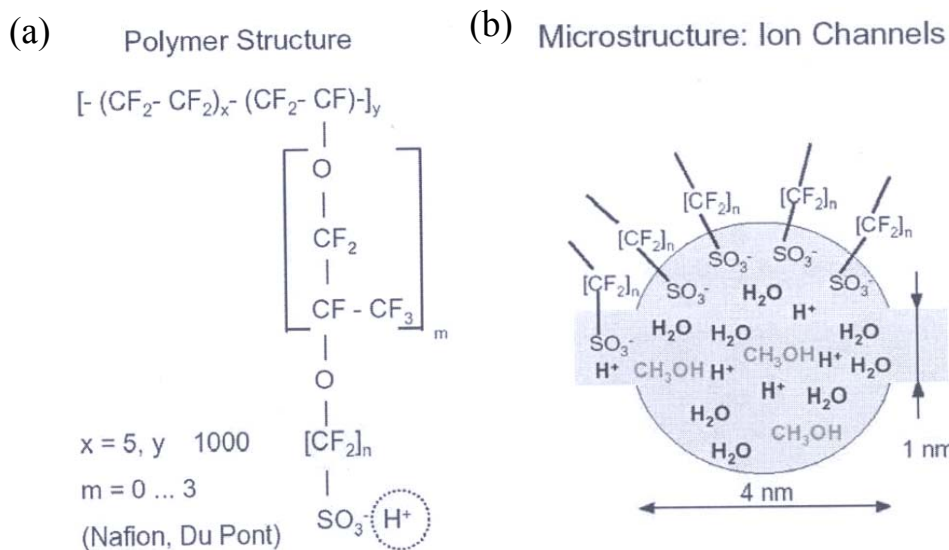 (a)
Polymer Structure
[- (CF₂- CF₂)ₓ- (CF₂- CF)-]y
O
CF₂
CF - CF₃
m
O
[CF₂]n
SO₃⁻ H⁺
x = 5, y 1000
m = 0 ... 3
(Nafion, Du Pont)
(b)
Microstructure: Ion Channels
[CF₂]n
[CF₂]n
[CF₂]n
[CF₂]n
[CF₂]n
SO₃⁻
SO₃⁻
SO₃⁻
SO₃⁻
SO₃⁻
H₂O
H⁺
H₂O
H₂O
H₂O
CH₃OH
H⁺
H₂O
H⁺
CH₃OH
H⁺
H⁺
H₂O
H₂O
CH₃OH
H₂O
1 nm
4 nm